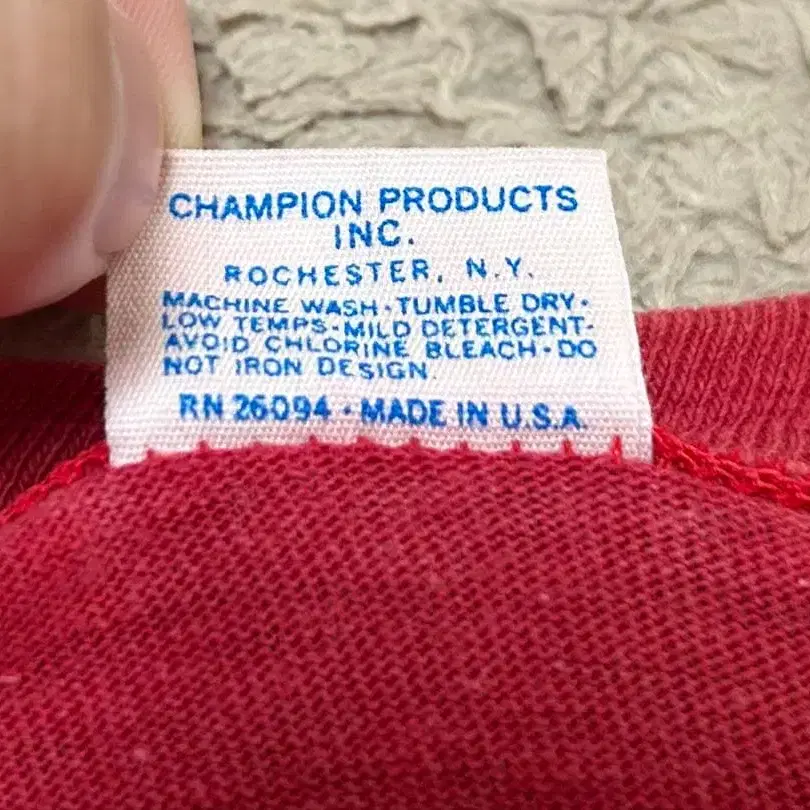 CHAMPION PRODUCTS
INC.
ROCHESTER, N.Y.
MACHINE WASH·TUMBLE DRY·
LOW TEMPS·MILD DETERGENT·
AVOID CHLORINE BLEACH·DO
NOT IRON DESIGN.
RN 26094 · MADE IN U.S.A.